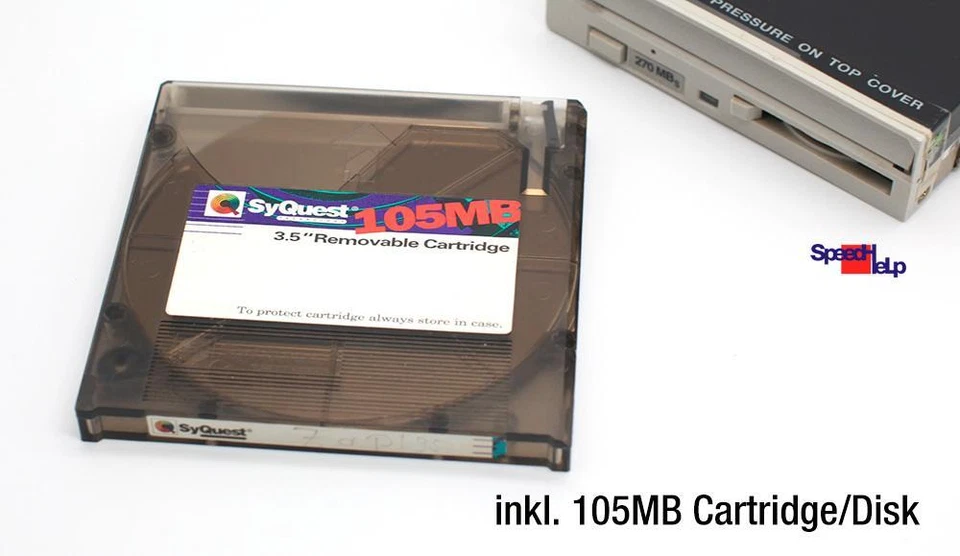 PRESSURE ON TOP COVER
270 MBs
SyQuest®
105MB
3.5"Removable Cartridge
To protect cartridge always store in case.
SpeedHeLp
SyQuest®
inkl. 105MB Cartridge/Disk